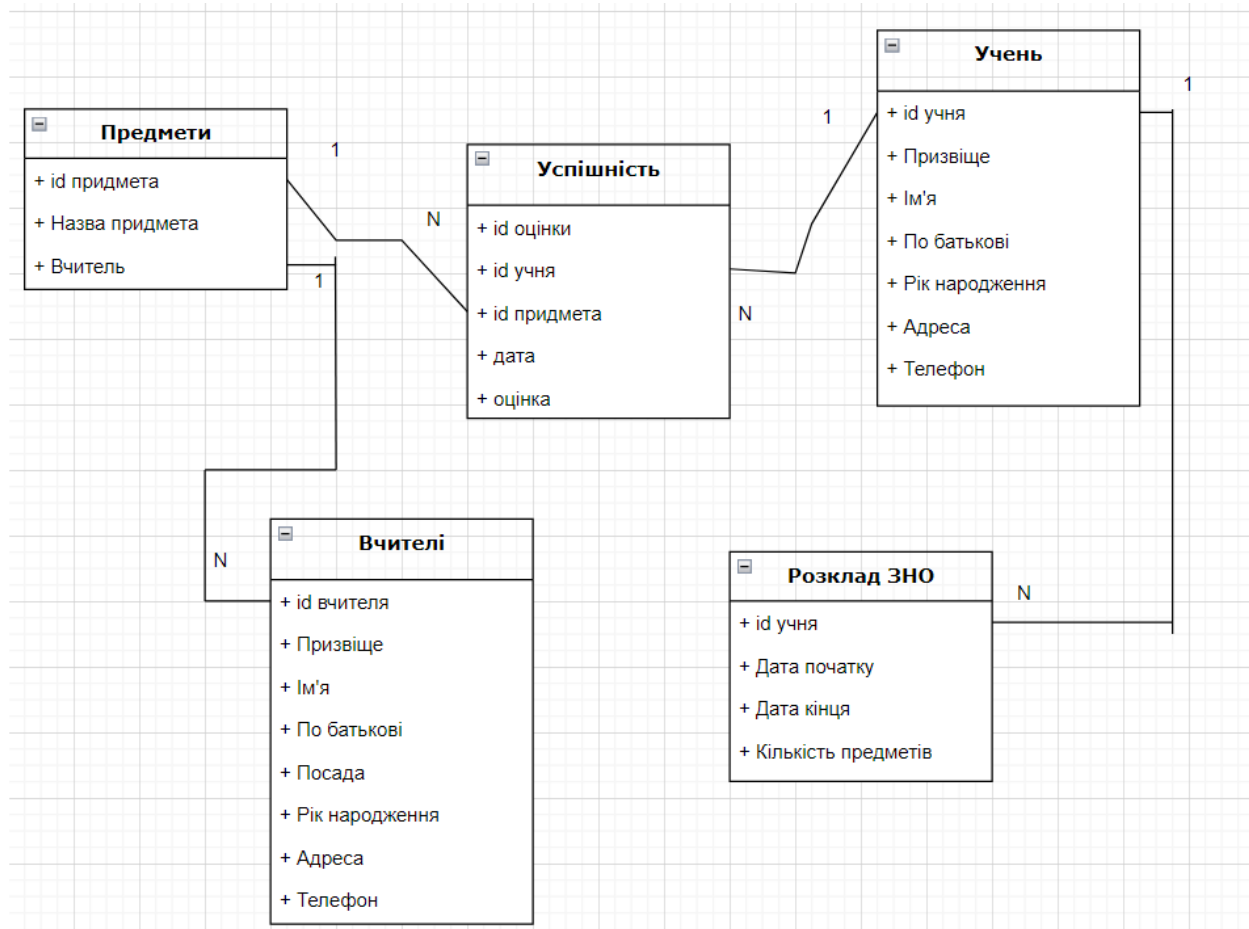 Предмети
+ id придмета
+ Назва придмета
+ Вчитель
1
N
1
Успішність
+ id оцінки
+ id учня
+ id придмета
+ дата
+ оцінка
1
N
Учень
+ id учня
+ Призвіще
+ Ім'я
+ По батькові
+ Рік народження
+ Адреса
+ Телефон
1
N
Вчителі
+ id вчителя
+ Призвіще
+ Ім'я
+ По батькові
+ Посада
+ Рік народження
+ Адреса
+ Телефон
Розклад ЗНО
+ id учня
+ Дата початку
+ Дата кінця
+ Кількість предметів
N